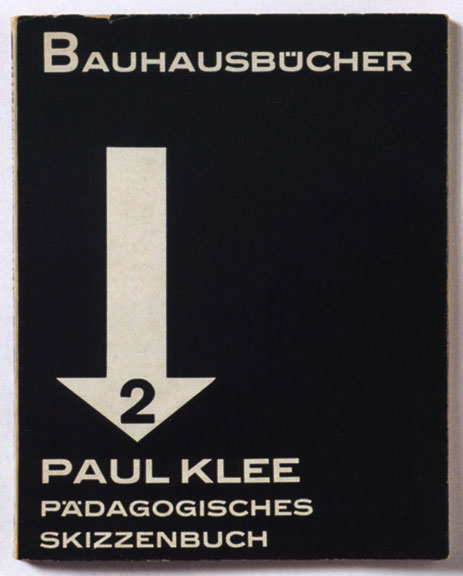 BAUHAUSBÜCHER
2
PAUL KLEE
PÄDAGOGISCHES
SKIZZENBUCH